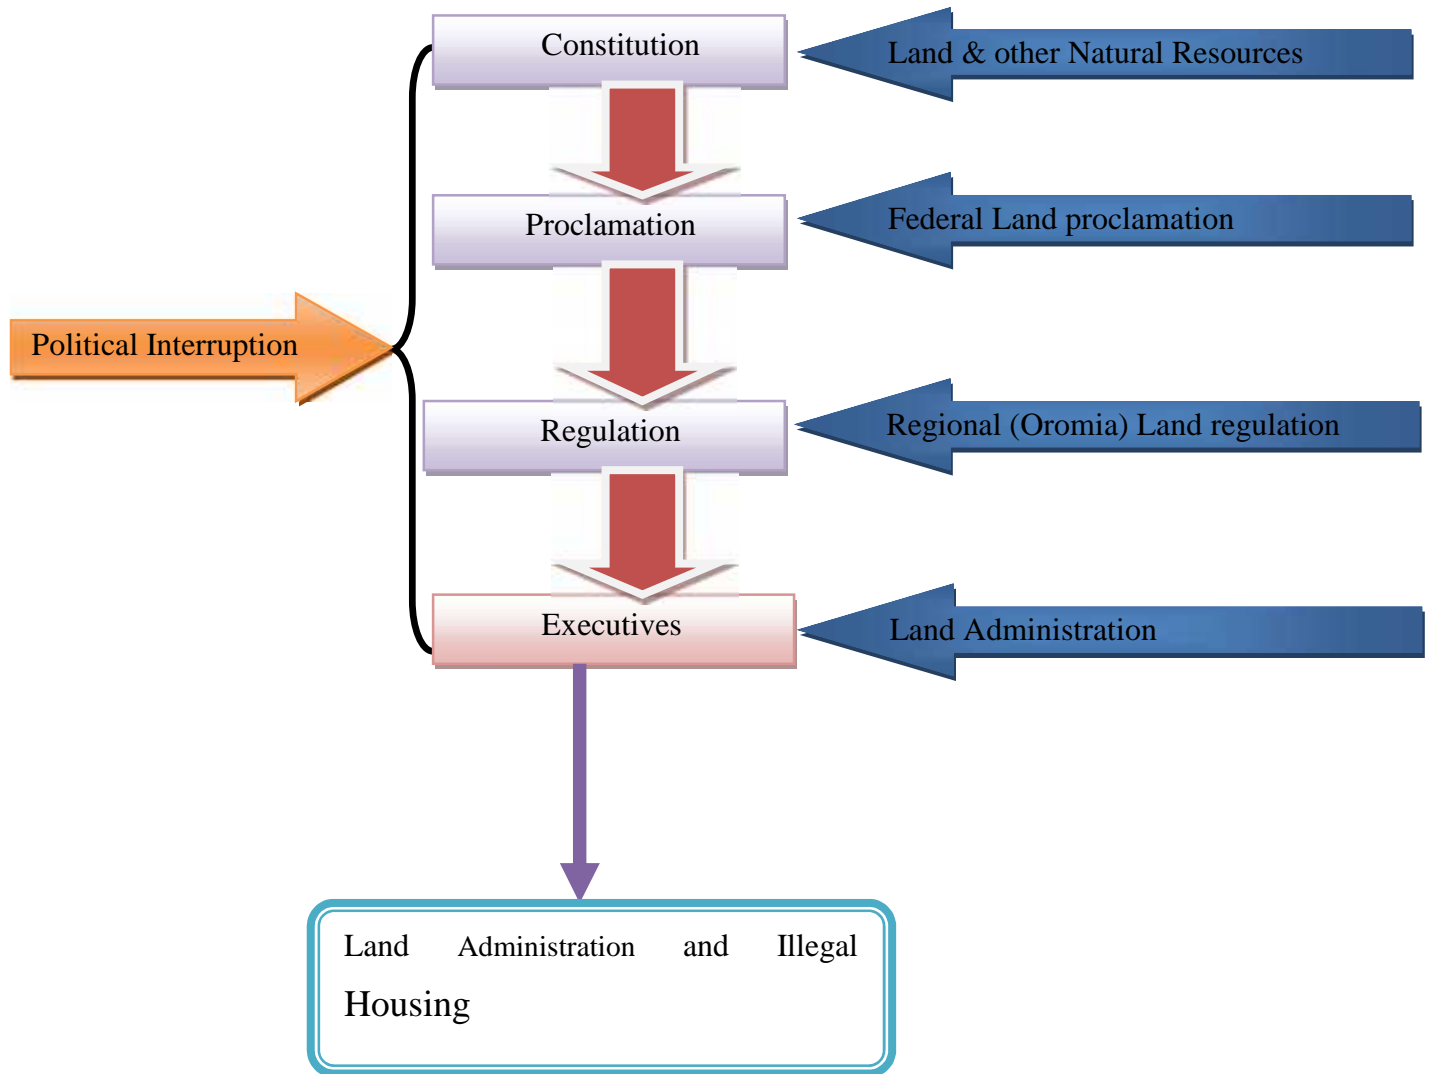 Constitution
Land & other Natural Resources
Proclamation
Federal Land proclamation
Political Interruption
Regulation
Regional (Oromia) Land regulation
Executives
Land Administration
Land Administration and Illegal
Housing